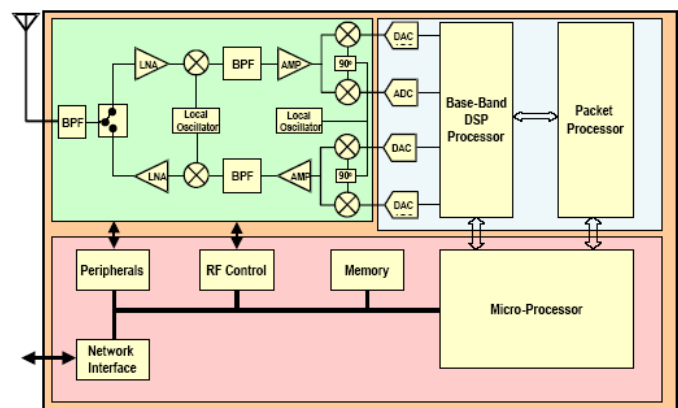 LNA
BPF
AMP
DAC
90º
ADC
Local
Oscillator
Local
Oscillator
BPF
Base-Band
DSP
Processor
Packet
Processor
LNA
BPF
AMP
90º
DAC
DAC
Peripherals
RF Control
Memory
Micro-Processor
Network
Interface